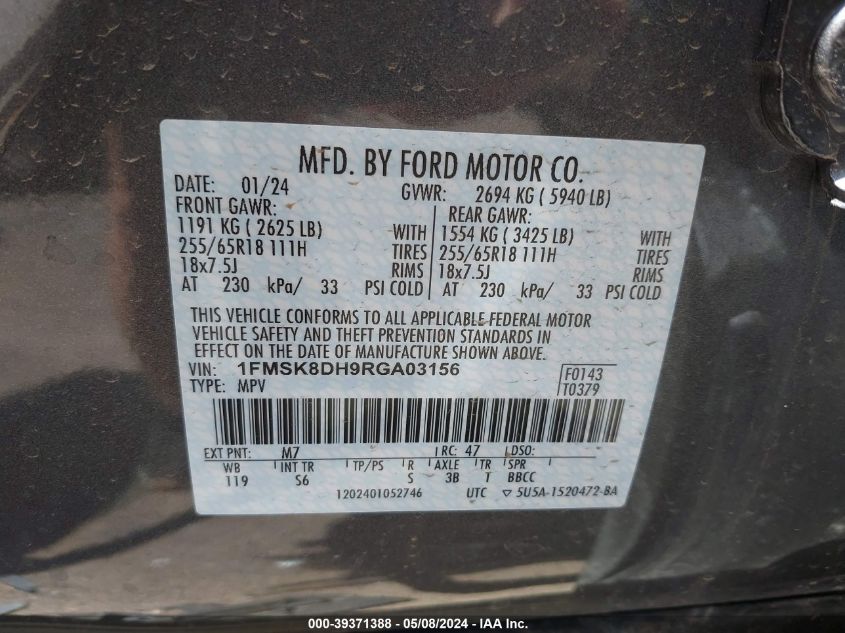 MFD. BY FORD MOTOR CO.
DATE: 01/24 GVWR: 2694 KG ( 5940 LB)
FRONT GAWR: REAR GAWR:
1191 KG ( 2625 LB) WITH 1554 KG ( 3425 LB) WITH
255/65R18 111H TIRES 255/65R18 111H TIRES
18x7.5J RIMS 18x7.5J RIMS
AT 230 kPa/ 33 PSI COLD AT 230 kPa/ 33 PSI COLD
THIS VEHICLE CONFORMS TO ALL APPLICABLE FEDERAL MOTOR
VEHICLE SAFETY AND THEFT PREVENTION STANDARDS IN
EFFECT ON THE DATE OF MANUFACTURE SHOWN ABOVE.
VIN: 1FMSK8DH9RGA03156 F0143
TYPE: MPV T0379
EXT PNT: M7 RC: 47 DSO:
WB INT TR TP/PS R AXLE TR SPR
119 S6 S 3B T BBCC
1202401052746 UTC ▽ 5U5A-1520472-BA
000-39371388 - 05/08/2024 - IAA Inc.